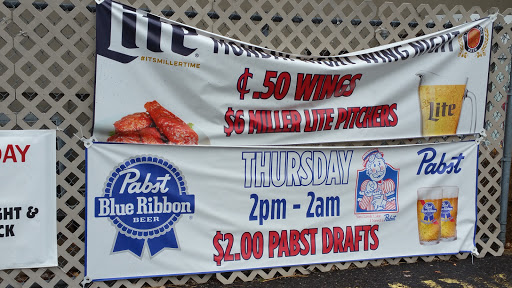 Lite
#ITSMILLERTIME
MONDAY NIGHT WING NIGHT
¢.50 WINGS
$6 MILLER LITE PITCHERS
Lite
DAY
GHT &
CK
Pabst
Blue Ribbon
BEER
THURSDAY
2pm - 2am
$2.00 PABST DRAFTS
Pabst